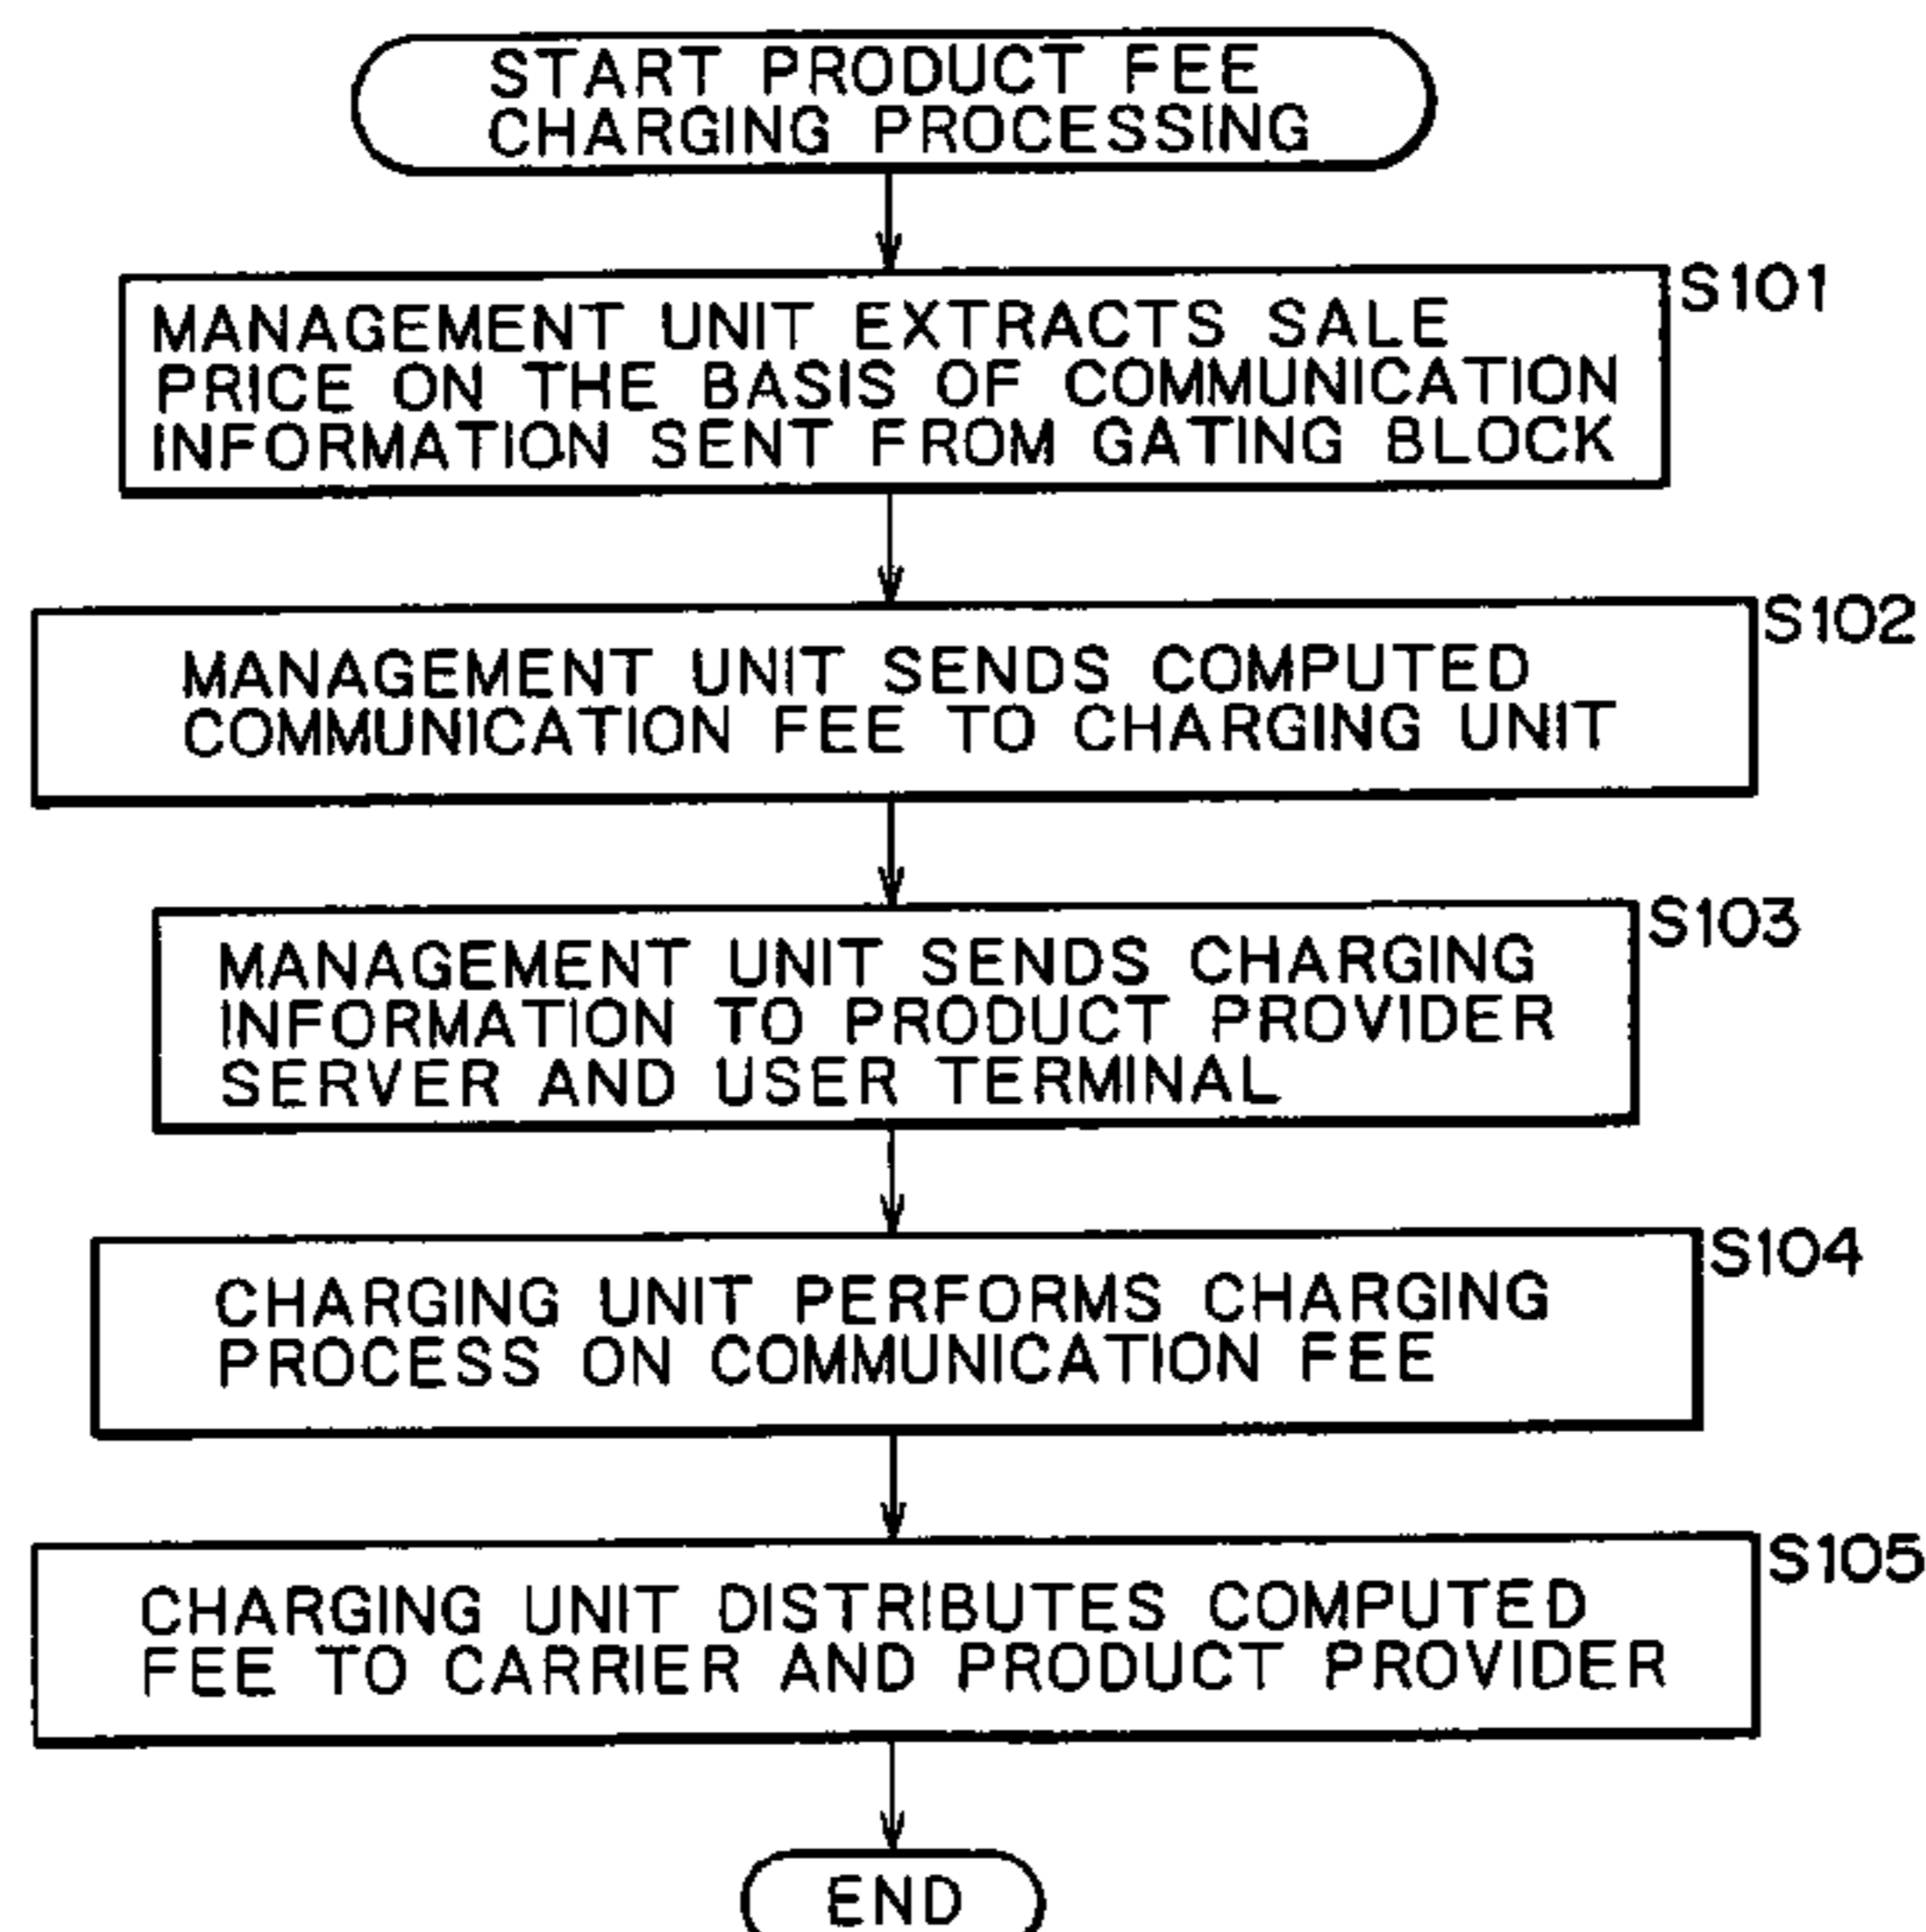 START PRODUCT FEE
CHARGING PROCESSING
S101
MANAGEMENT UNIT EXTRACTS SALE
PRICE ON THE BASIS OF COMMUNICATION
INFORMATION SENT FROM GATING BLOCK
S102
MANAGEMENT UNIT SENDS COMPUTED
COMMUNICATION FEE TO CHARGING UNIT
S103
MANAGEMENT UNIT SENDS CHARGING
INFORMATION TO PRODUCT PROVIDER
SERVER AND USER TERMINAL
S104
CHARGING UNIT PERFORMS CHARGING
PROCESS ON COMMUNICATION FEE
S105
CHARGING UNIT DISTRIBUTES COMPUTED
FEE TO CARRIER AND PRODUCT PROVIDER
END